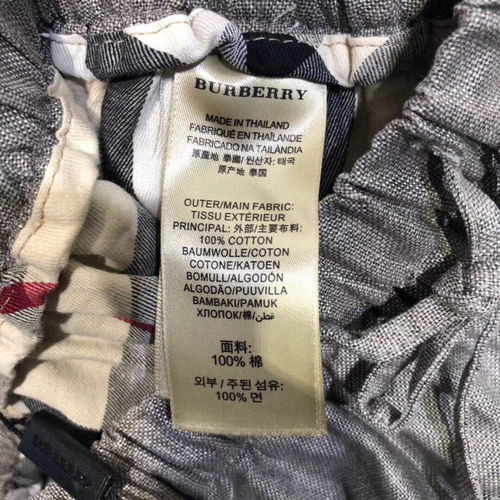 BURBERRY
MADE IN THAILAND
FABRIQUÉ EN THAÏLANDE
FABRICADO NA TAILÂNDIA
原產地 泰國/원산자: 태국
原产地 泰国
OUTER/MAIN FABRIC:
TISSU EXTÉRIEUR
PRINCIPAL: 外部/主要布料:
100% COTTON
BAUMWOLLE/COTON
COTONE/KATOEN
BOMULL/ALGODÓN
ALGODÃO/PUUVILLA
BAMBAKI/PAMUK
ХЛОПОК/棉/قطن
面料:
100% 棉
외부 / 주된 섬유:
100% 면
BURBERRY